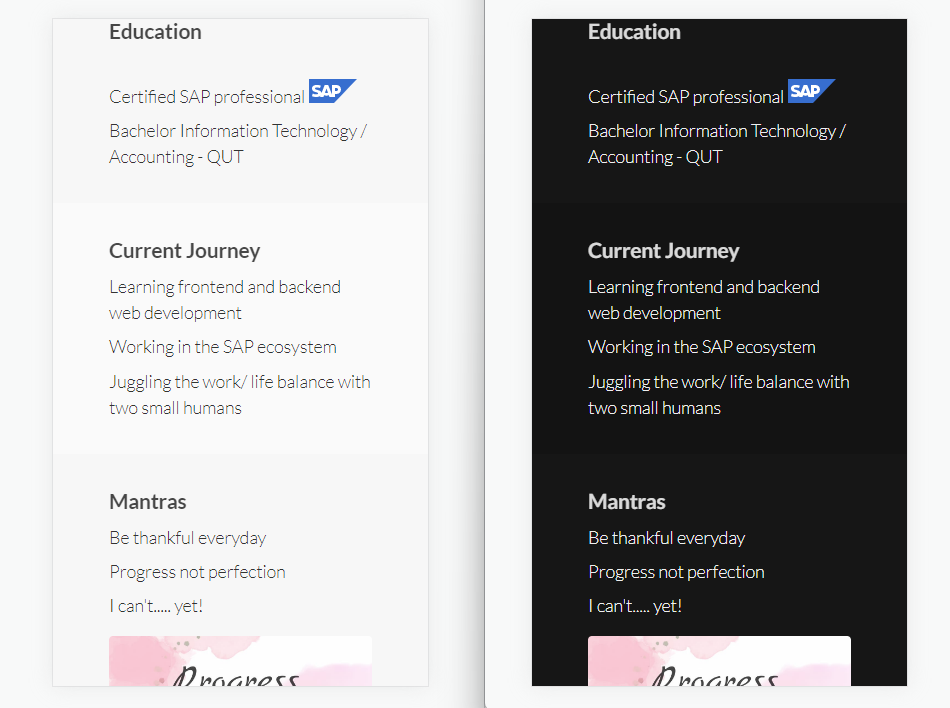 Education
Certified SAP professional SAP
Bachelor Information Technology /
Accounting - QUT
Current Journey
Learning frontend and backend
web development
Working in the SAP ecosystem
Juggling the work/ life balance with
two small humans
Mantras
Be thankful everyday
Progress not perfection
I can't..... yet!
Progress
Education
Certified SAP professional SAP
Bachelor Information Technology /
Accounting - QUT
Current Journey
Learning frontend and backend
web development
Working in the SAP ecosystem
Juggling the work/ life balance with
two small humans
Mantras
Be thankful everyday
Progress not perfection
I can't..... yet!
Progress